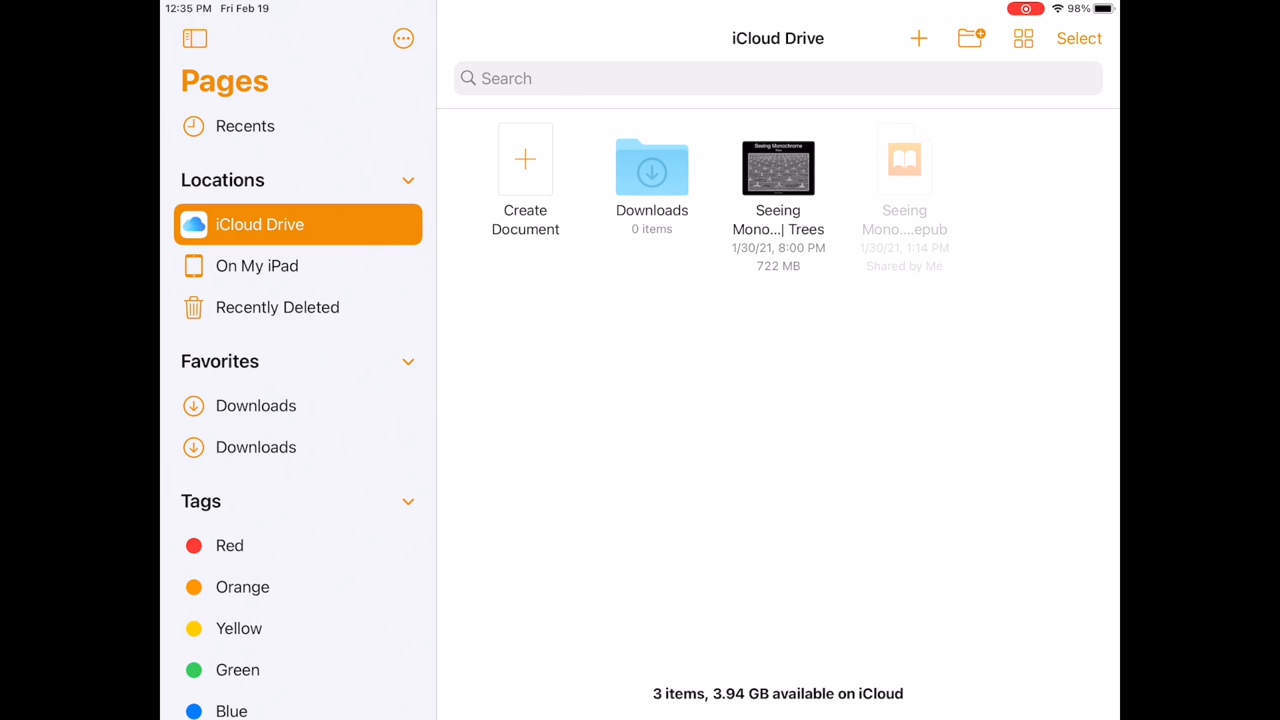 12:35 PM Fri Feb 19
98%
Pages
Recents
Locations
iCloud Drive
On My iPad
Recently Deleted
Favorites
Downloads
Downloads
Tags
Red
Orange
Yellow
Green
Blue
iCloud Drive
Select
Search
Create
Document
Downloads
0 items
Seeing Monochrome
Trees
Seeing
Mono...| Trees
1/30/21, 8:00 PM
722 MB
Seeing
Mono....epub
1/30/21, 1:14 PM
Shared by Me
3 items, 3.94 GB available on iCloud